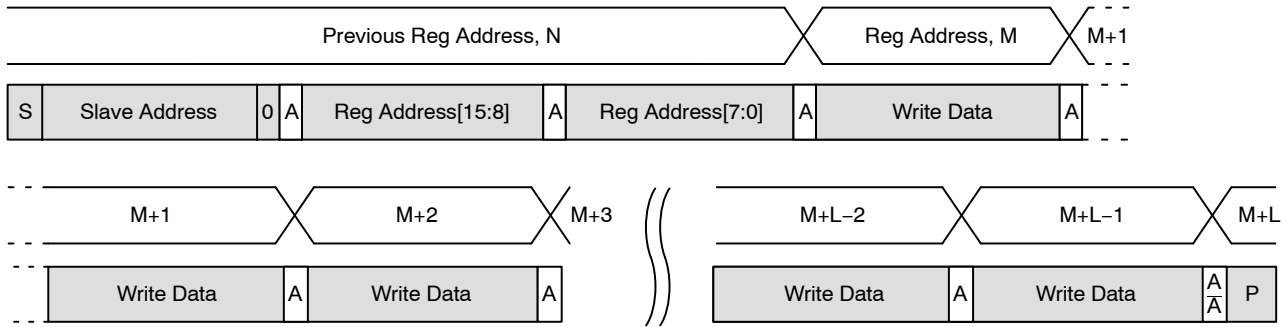 Previous Reg Address, N Reg Address, M M+1
S Slave Address 0 A Reg Address[15:8] A Reg Address[7:0] A Write Data A
M+1 M+2 M+3 M+L−2 M+L−1 M+L
Write Data A Write Data A Write Data A Write Data A P
A̅